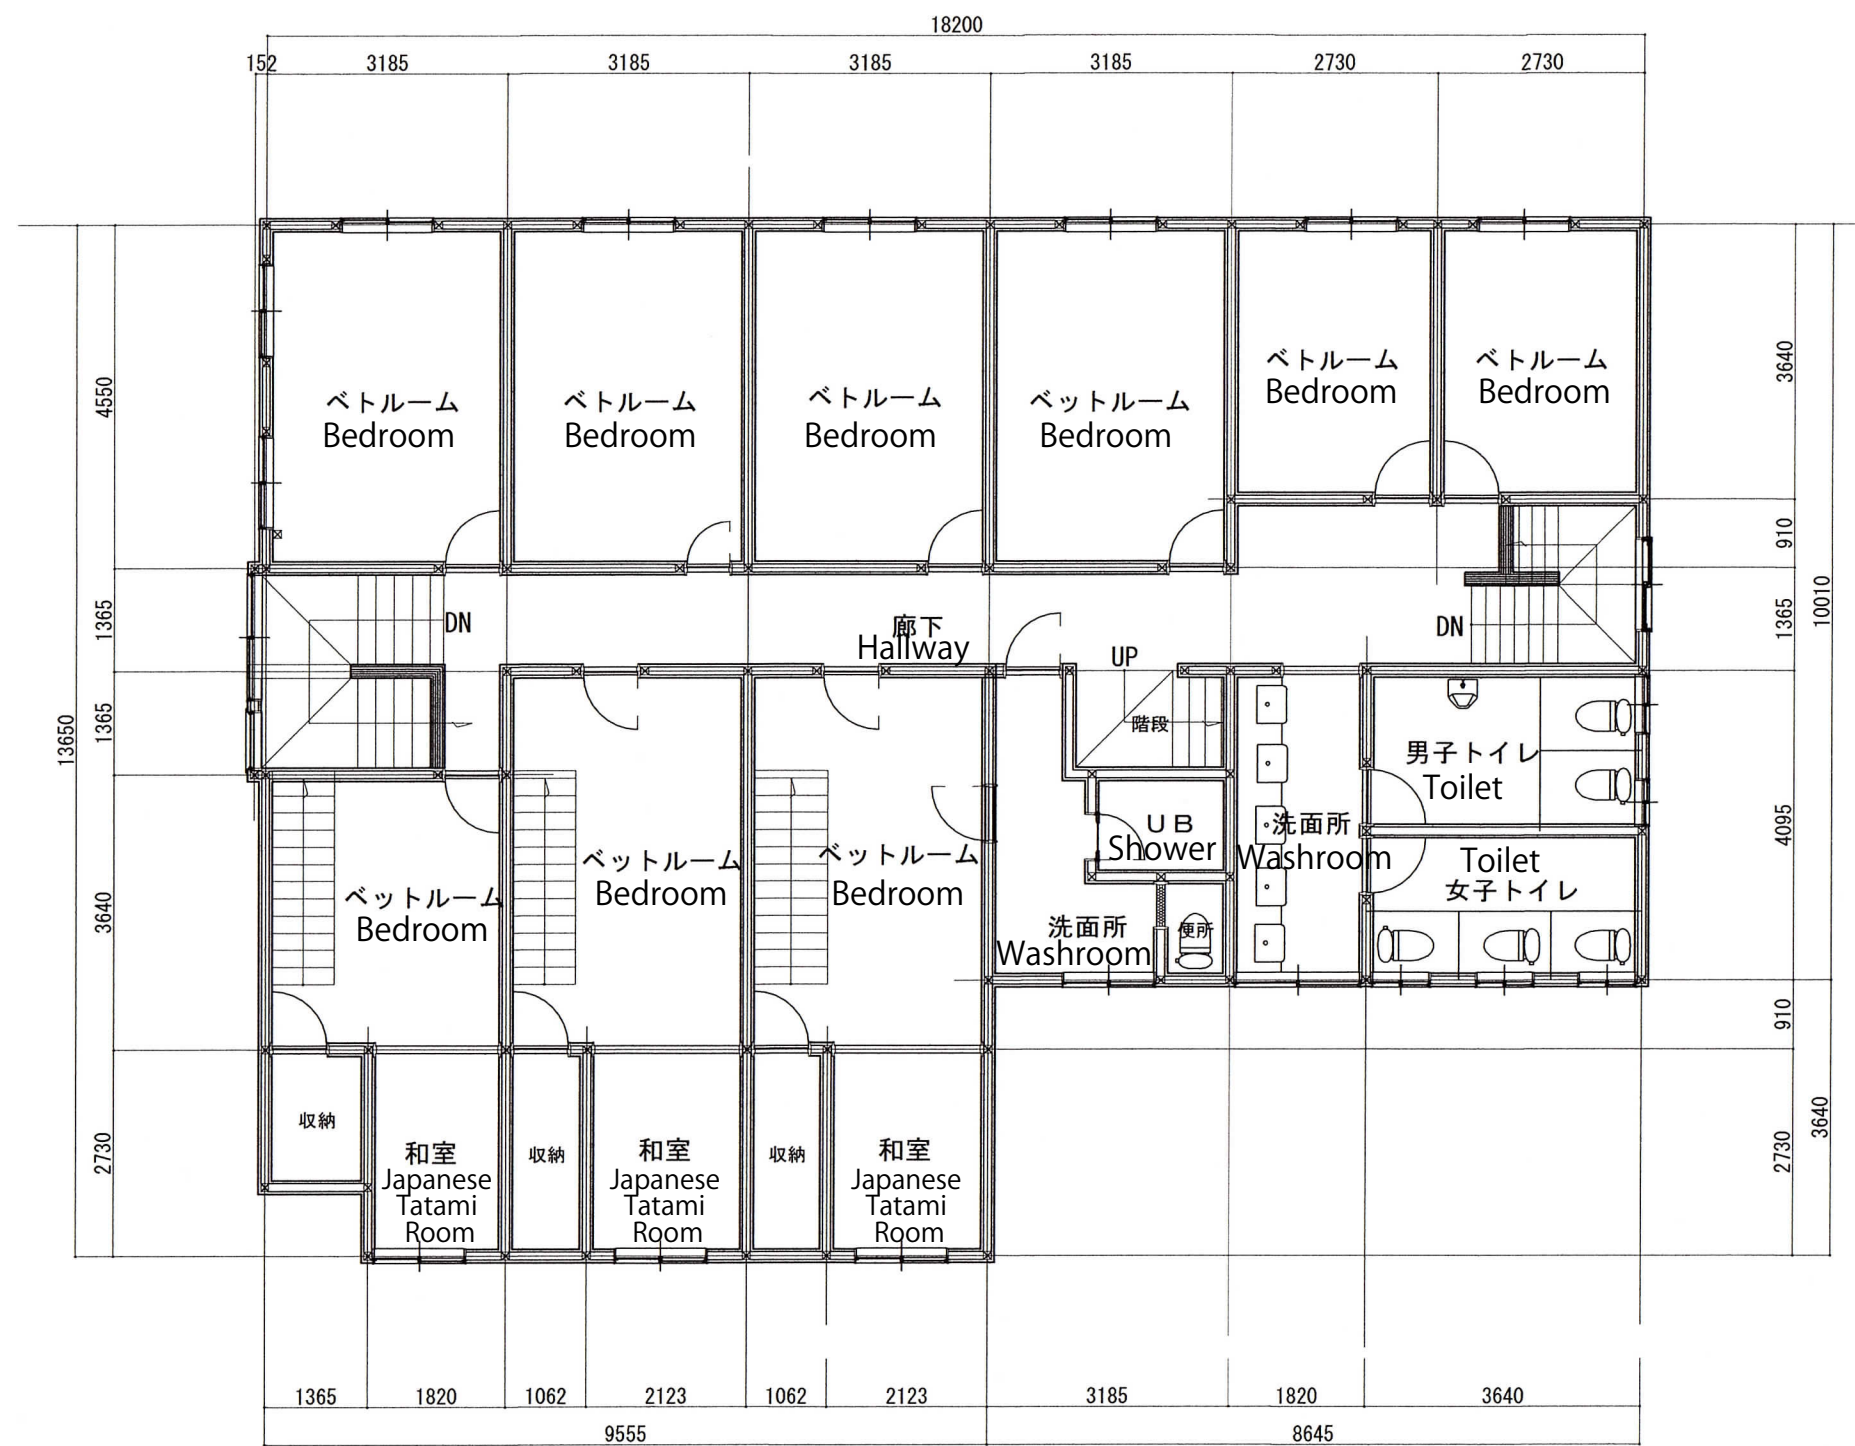 18200
152
3185
3185
3185
3185
2730
2730
ベトルーム
Bedroom
ベトルーム
Bedroom
ベトルーム
Bedroom
ベットルーム
Bedroom
ベトルーム
Bedroom
ベトルーム
Bedroom
13650
4550
1365
1365
3640
2730
3640
910
1365
4095
910
2730
10010
3640
DN
廊下
Hallway
UP
DN
階段
ベットルーム
Bedroom
ベットルーム
Bedroom
ベットルーム
Bedroom
UB
Shower
洗面所
Washroom
便所
洗面所
Washroom
男子トイレ
Toilet
Toilet
女子トイレ
収納
和室
Japanese
Tatami
Room
収納
和室
Japanese
Tatami
Room
収納
和室
Japanese
Tatami
Room
1365
1820
1062
2123
1062
2123
3185
1820
3640
9555
8645